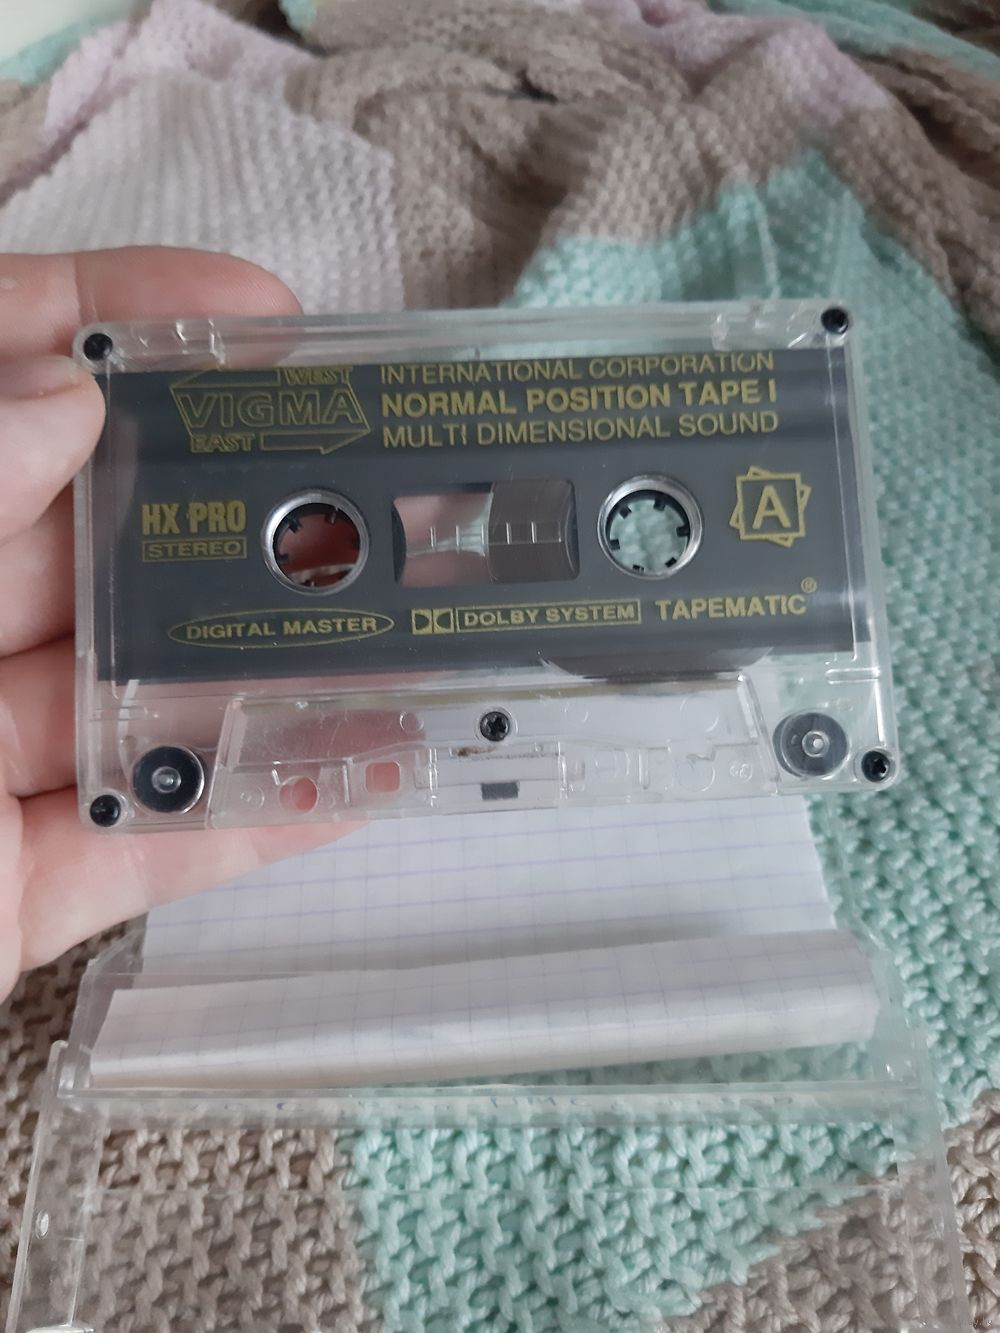 WEST
VIGMA
EAST
INTERNATIONAL CORPORATION
NORMAL POSITION TAPE I
MULTI DIMENSIONAL SOUND
HX PRO
STEREO
A
DIGITAL MASTER
DOLBY SYSTEM
TAPEMATIC®